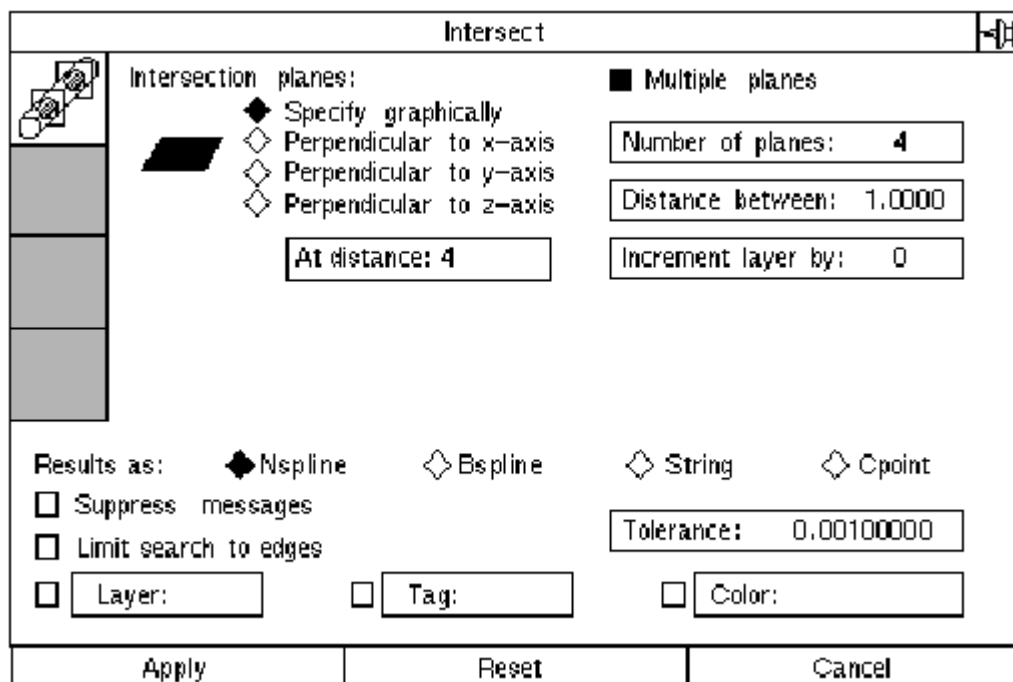 Intersect
Intersection planes:
Multiple planes
Specify graphically
Perpendicular to x-axis
Perpendicular to y-axis
Perpendicular to z-axis
At distance: 4
Number of planes: 4
Distance between: 1.0000
Increment layer by: 0
Results as: Nspline Bspline String Cpoint
Suppress messages
Limit search to edges
Tolerance: 0.00100000
Layer: Tag: Color:
Apply Reset Cancel